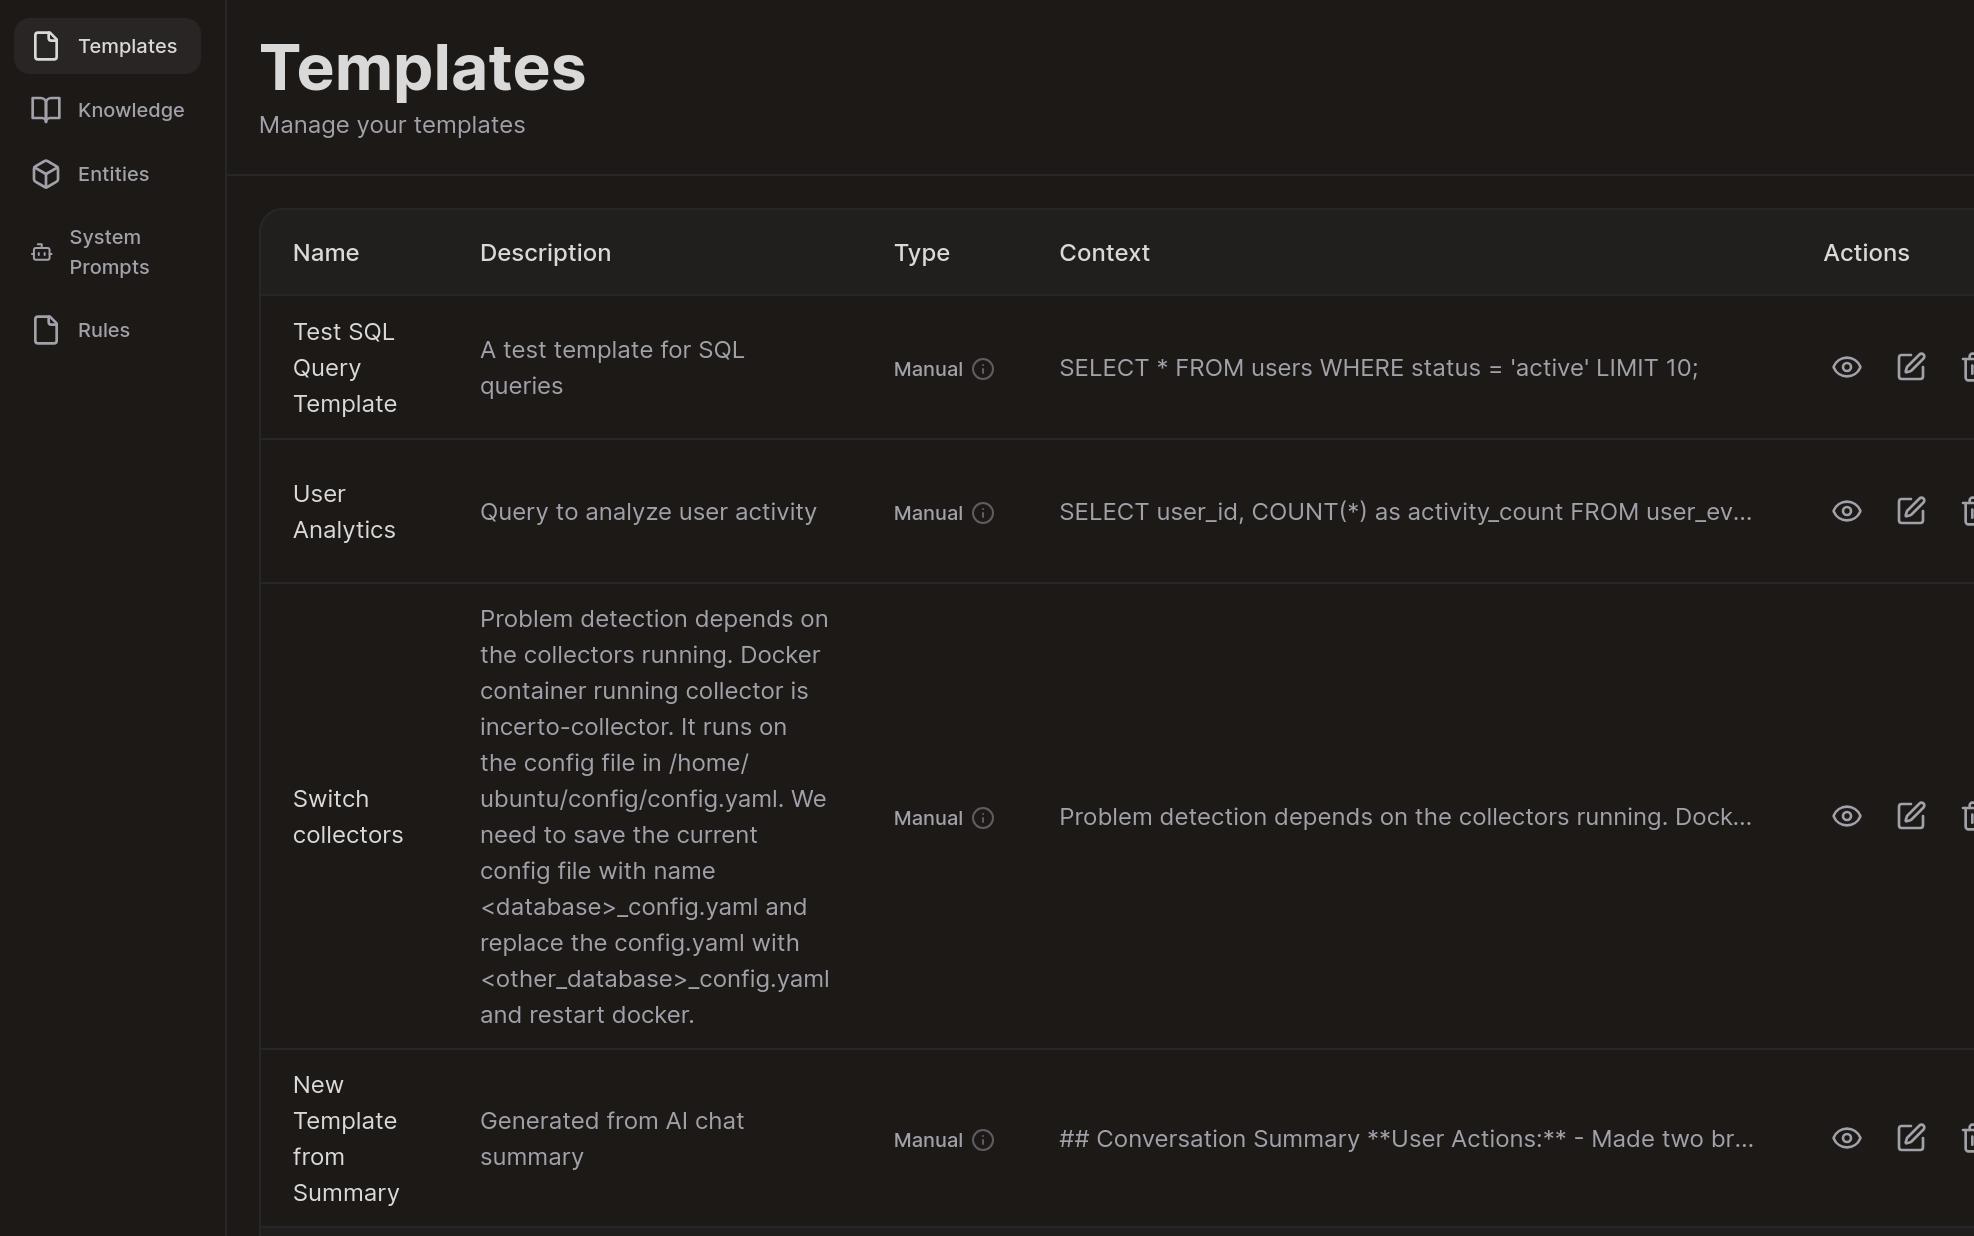 Templates
Knowledge
Entities
System
Prompts
Rules
Templates
Manage your templates
Name Description Type Context Actions
Test SQL
Query
Template
A test template for SQL
queries
Manual
SELECT * FROM users WHERE status = 'active' LIMIT 10;
User
Analytics
Query to analyze user activity
Manual
SELECT user_id, COUNT(*) as activity_count FROM user_ev...
Switch
collectors
Problem detection depends on
the collectors running. Docker
container running collector is
incerto-collector. It runs on
the config file in /home/
ubuntu/config/config.yaml. We
need to save the current
config file with name
<database>_config.yaml and
replace the config.yaml with
<other_database>_config.yaml
and restart docker.
Manual
Problem detection depends on the collectors running. Dock...
New
Template
from
Summary
Generated from AI chat
summary
Manual
## Conversation Summary **User Actions:** - Made two br...